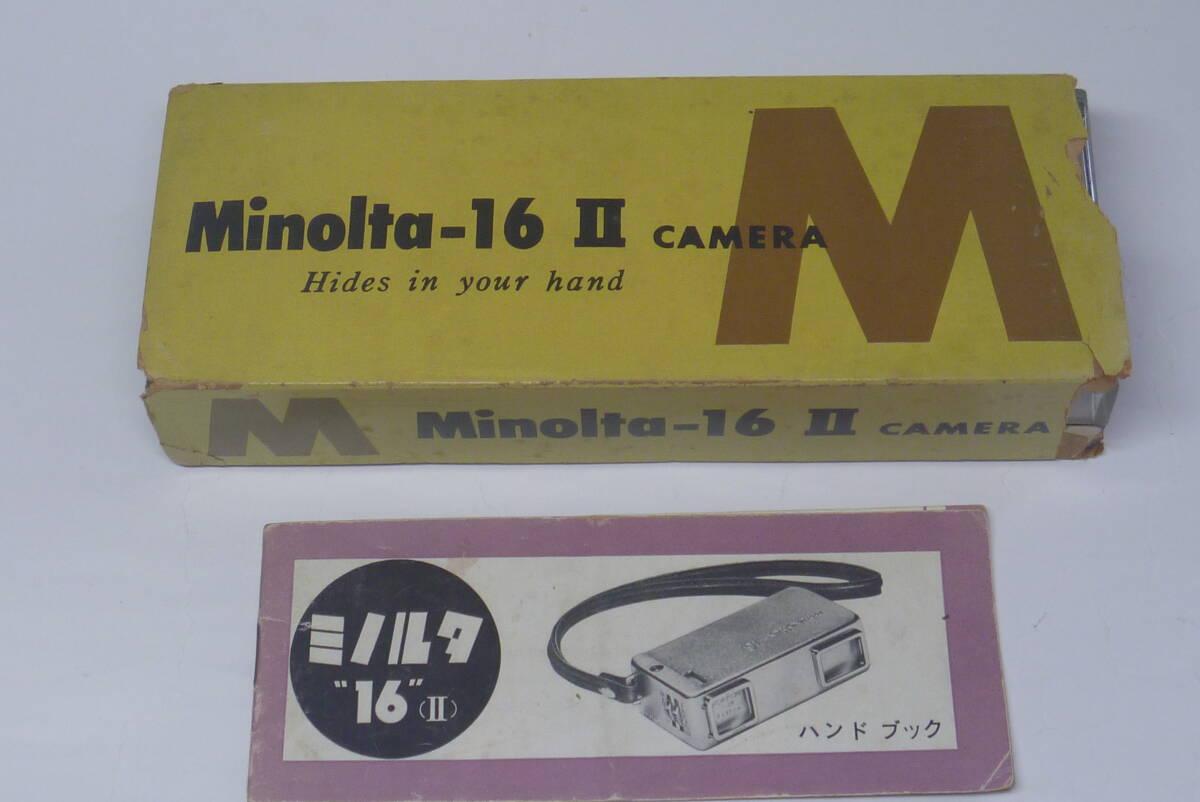 Minolta-16 II CAMERA
Hides in your hand
M
M Minolta-16 II CAMERA
ミノルタ
"16" (II)
ハンド ブック